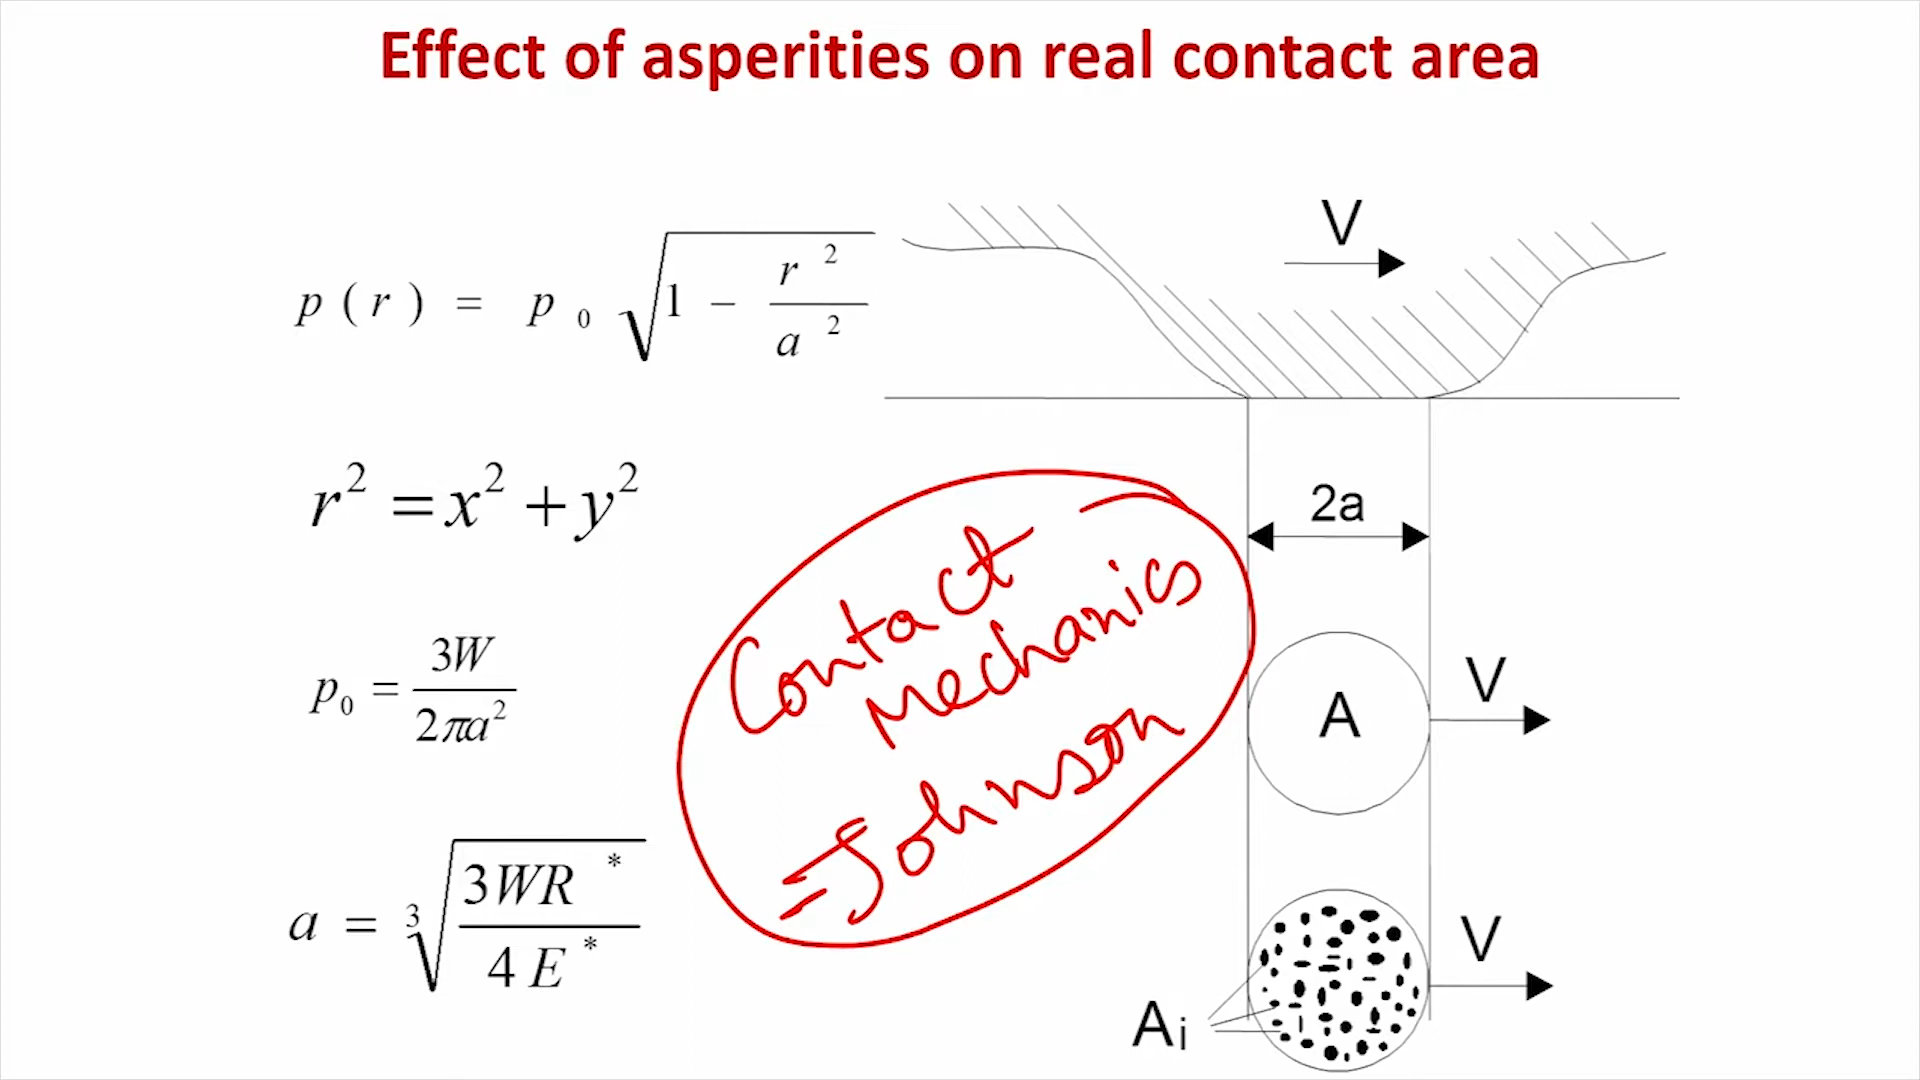 Effect of asperities on real contact area
p(r) = p₀ √(1 − r²/a²)
r² = x² + y²
p₀ = 3W/2πa²
a = ∛(3WR*/4E*)
Contact
Mechanics
=Johnson
V
2a
A
V
V
Aᵢ